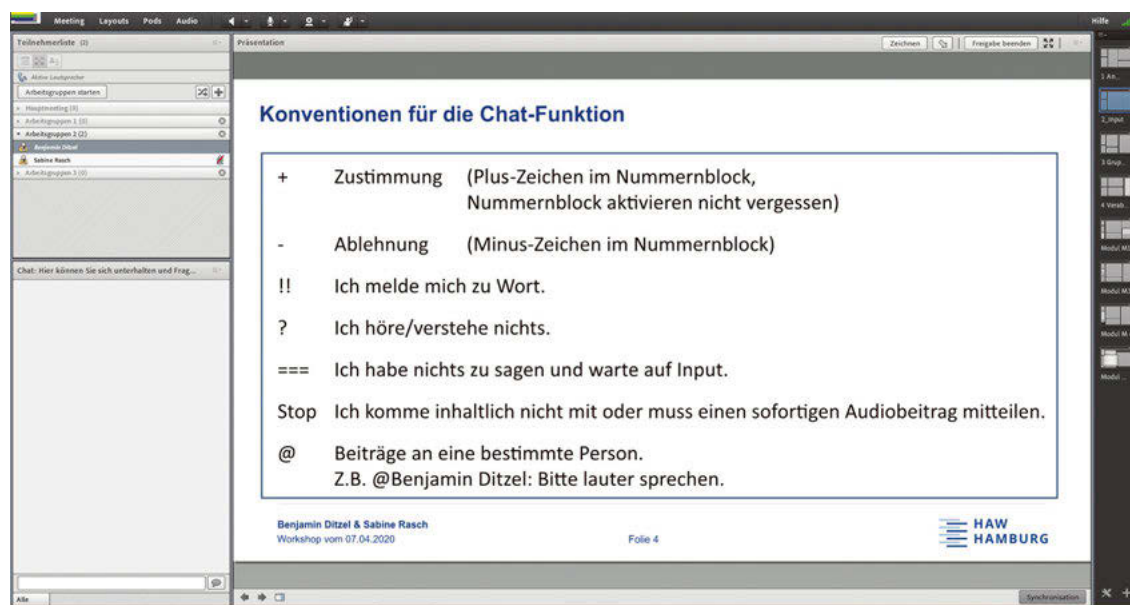 Meeting Layouts Pods Audio
Hilfe
Teilnehmerliste (2)
Aktive Lautsprecher
Arbeitsgruppen starten
Hauptmeeting (0)
Arbeitsgruppen 1 (0)
Arbeitsgruppen 2 (2)
Benjamin Ditzel
Sabine Rasch
Arbeitsgruppen 3 (0)
Chat: Hier können Sie sich unterhalten und Frag...
Alle
Präsentation
Zeichnen
Freigabe beenden
Konventionen für die Chat-Funktion
+ Zustimmung (Plus-Zeichen im Nummernblock,
Nummernblock aktivieren nicht vergessen)
- Ablehnung (Minus-Zeichen im Nummernblock)
!! Ich melde mich zu Wort.
? Ich höre/verstehe nichts.
=== Ich habe nichts zu sagen und warte auf Input.
Stop Ich komme inhaltlich nicht mit oder muss einen sofortigen Audiobeitrag mitteilen.
@ Beiträge an eine bestimmte Person.
Z.B. @Benjamin Ditzel: Bitte lauter sprechen.
Benjamin Ditzel & Sabine Rasch
Workshop vom 07.04.2020
Folie 4
HAW
HAMBURG
Synchronisation
1 An...
2_Input
3 Grup...
4 Verab...
Modul M1
Modul M3
Modul M
Modul ...